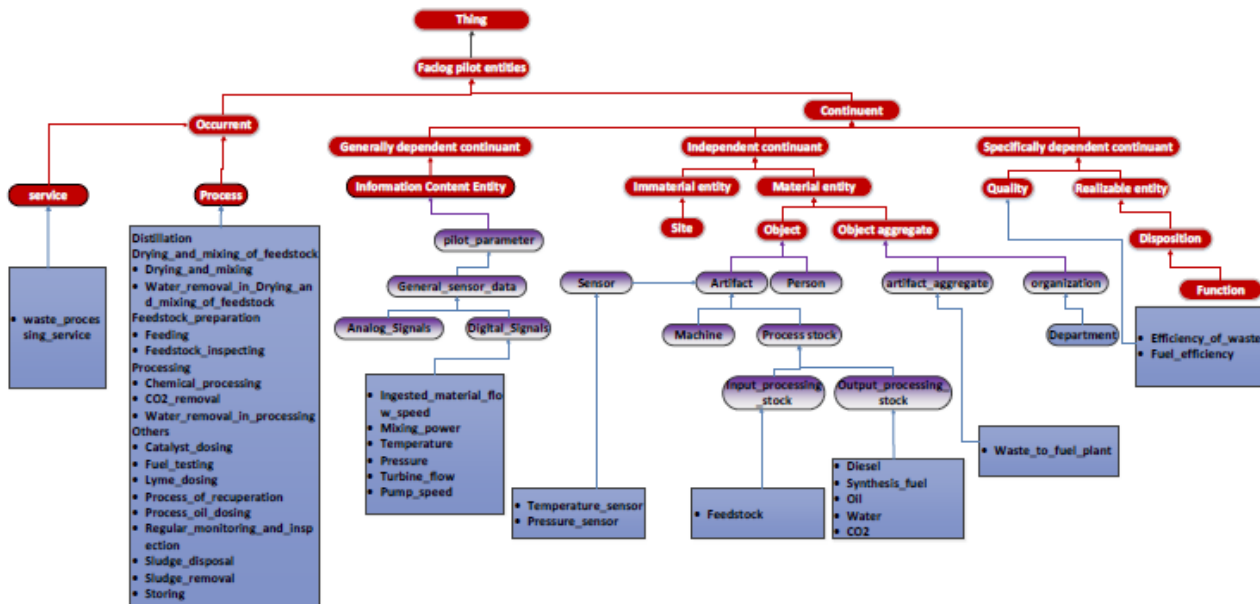 Thing
Faclog pilot entities
Continuent
Occurrent
Generally dependent continuant
Independent continuant
Specifically dependent continuant
service
Process
Information Content Entity
Immaterial entity
Material entity
Quality
Realizable entity
Site
Object
Object aggregate
Disposition
Function
pilot_parameter
General_sensor_data
Analog_Signals
Digital_Signals
Sensor
Artifact
Person
artifact_aggregate
organization
Machine
Process stock
Department
Input_processing
_stock
Output_processing_
stock
• waste_proces
sing_service
Distillation
Drying_and_mixing_of_feedstock
• Drying_and_mixing
• Water_removal_in_Drying_an
d_mixing_of_feedstock
Feedstock_preparation
• Feeding
• Feedstock_inspecting
Processing
• Chemical_processing
• CO2_removal
• Water_removal_in_processing
Others
• Catalyst_dosing
• Fuel_testing
• Lyme_dosing
• Process_of_recuperation
• Process_oil_dosing
• Regular_monitoring_and_insp
ection
• Sludge_disposal
• Sludge_removal
• Storing
• Ingested_material_flo
w_speed
• Mixing_power
• Temperature
• Pressure
• Turbine_flow
• Pump_speed
• Temperature_sensor
• Pressure_sensor
• Feedstock
• Diesel
• Synthesis_fuel
• Oil
• Water
• CO2
• Waste_to_fuel_plant
• Efficiency_of_waste
• Fuel_efficiency